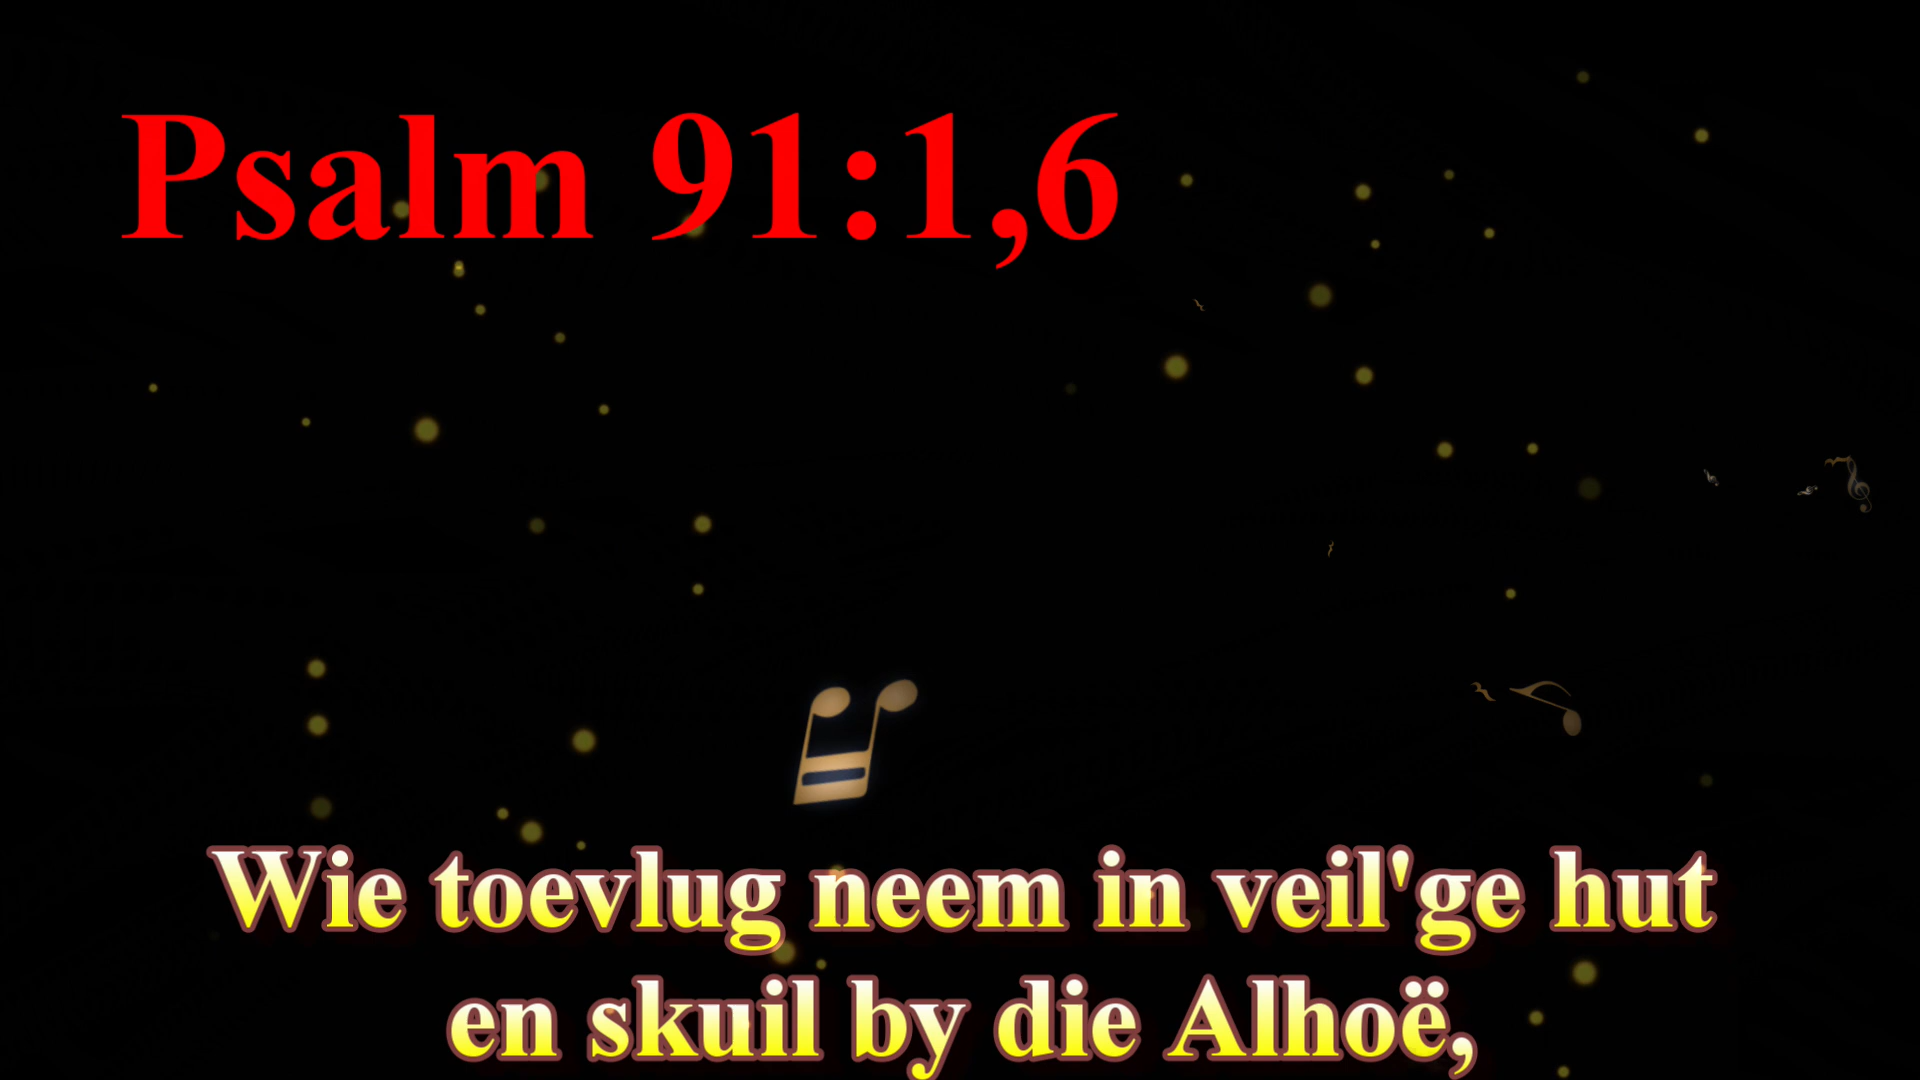 Psalm 91:1,6
Wie toevlug neem in veil'ge hut
en skuil by die Alhoë,